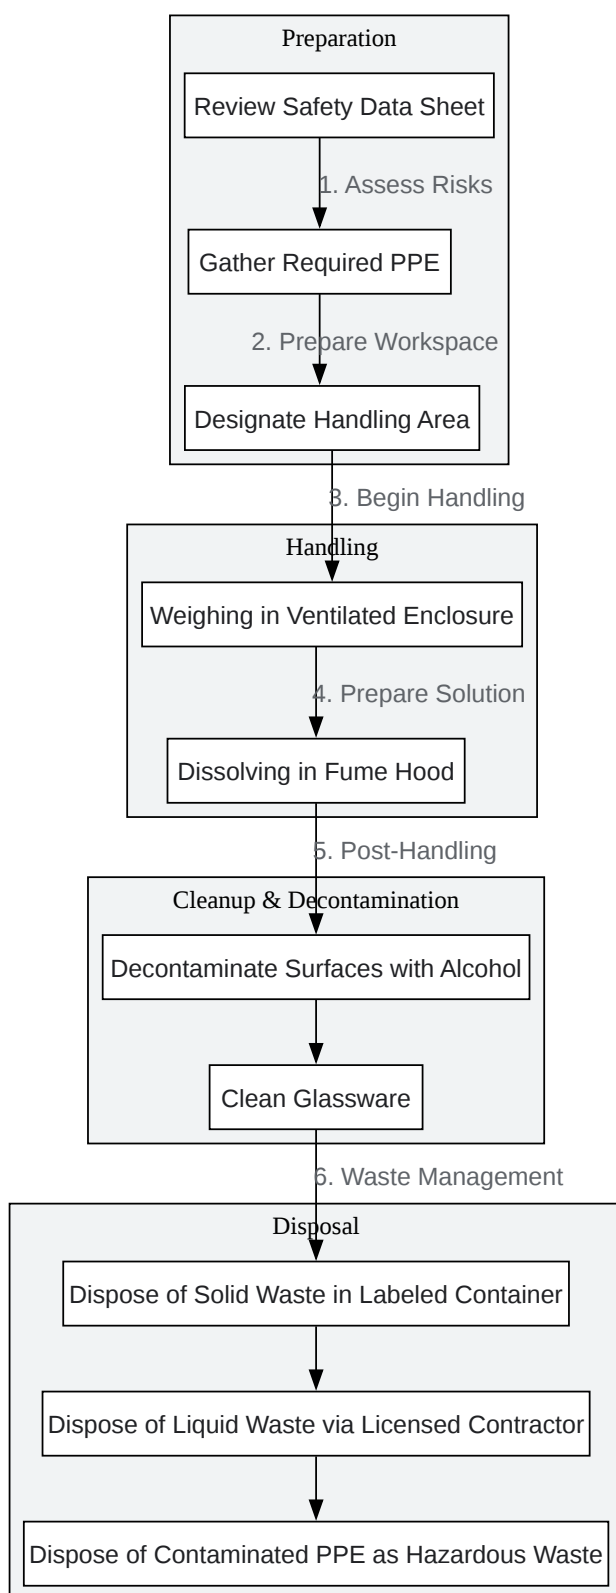 Preparation
Review Safety Data Sheet
1. Assess Risks
Gather Required PPE
2. Prepare Workspace
Designate Handling Area
3. Begin Handling
Handling
Weighing in Ventilated Enclosure
4. Prepare Solution
Dissolving in Fume Hood
5. Post-Handling
Cleanup & Decontamination
Decontaminate Surfaces with Alcohol
Clean Glassware
6. Waste Management
Disposal
Dispose of Solid Waste in Labeled Container
Dispose of Liquid Waste via Licensed Contractor
Dispose of Contaminated PPE as Hazardous Waste